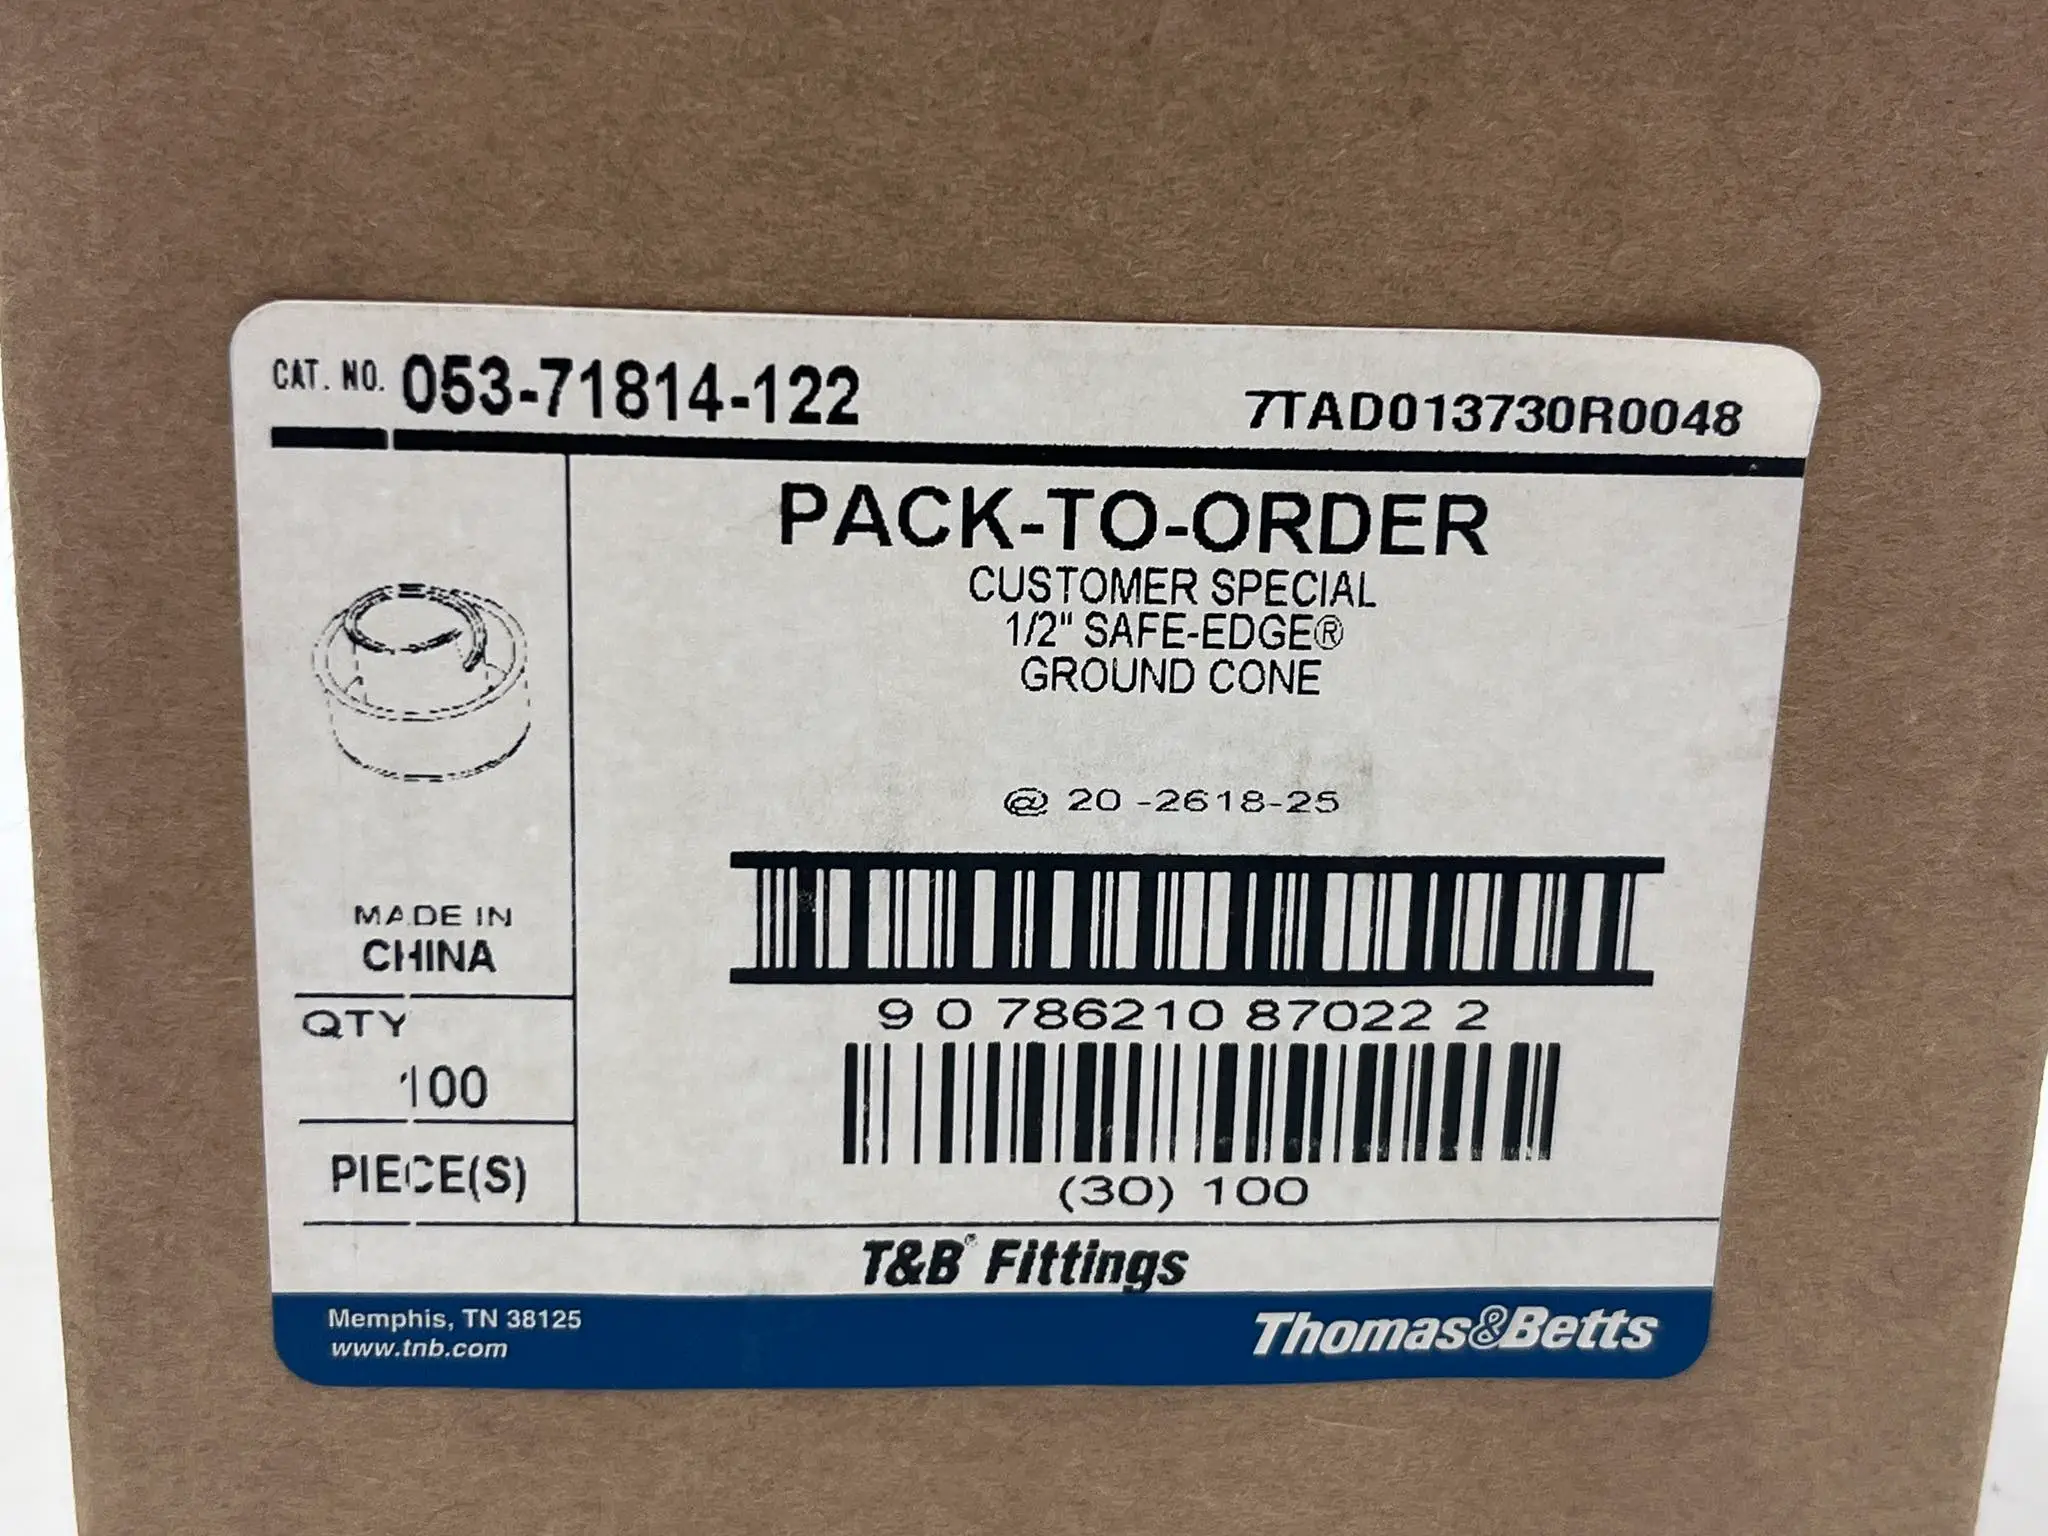 CAT. NO. 053-71814-122 7TAD013730R0048
PACK-TO-ORDER
CUSTOMER SPECIAL
1/2" SAFE-EDGE®
GROUND CONE
@ 20 -2618-25
MADE IN
CHINA
QTY
100
PIECE(S)
9 0 786210 87022 2
(30) 100
T&B® Fittings
Memphis, TN 38125
www.tnb.com
Thomas&Betts